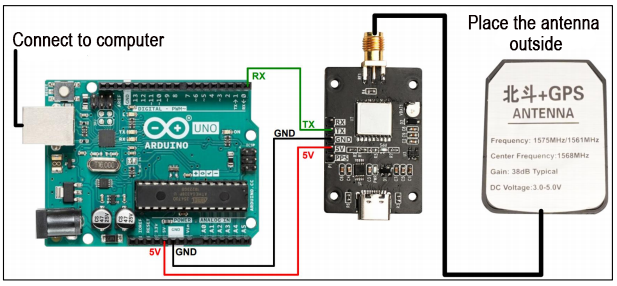 Connect to computer
Place the antenna
outside
RX
DIGITAL (PWM~)
UNO
ARDUINO
TX
RX
POWER
ANALOG IN
5V
GND
TX
GND
5V
RX
TX
GND
5V
PPS
北斗+GPS
ANTENNA
Frequency: 1575MHz/1561MHz
Center Frequency:1568MHz
Gain: 38dB Typical
DC Voltage:3.0-5.0V